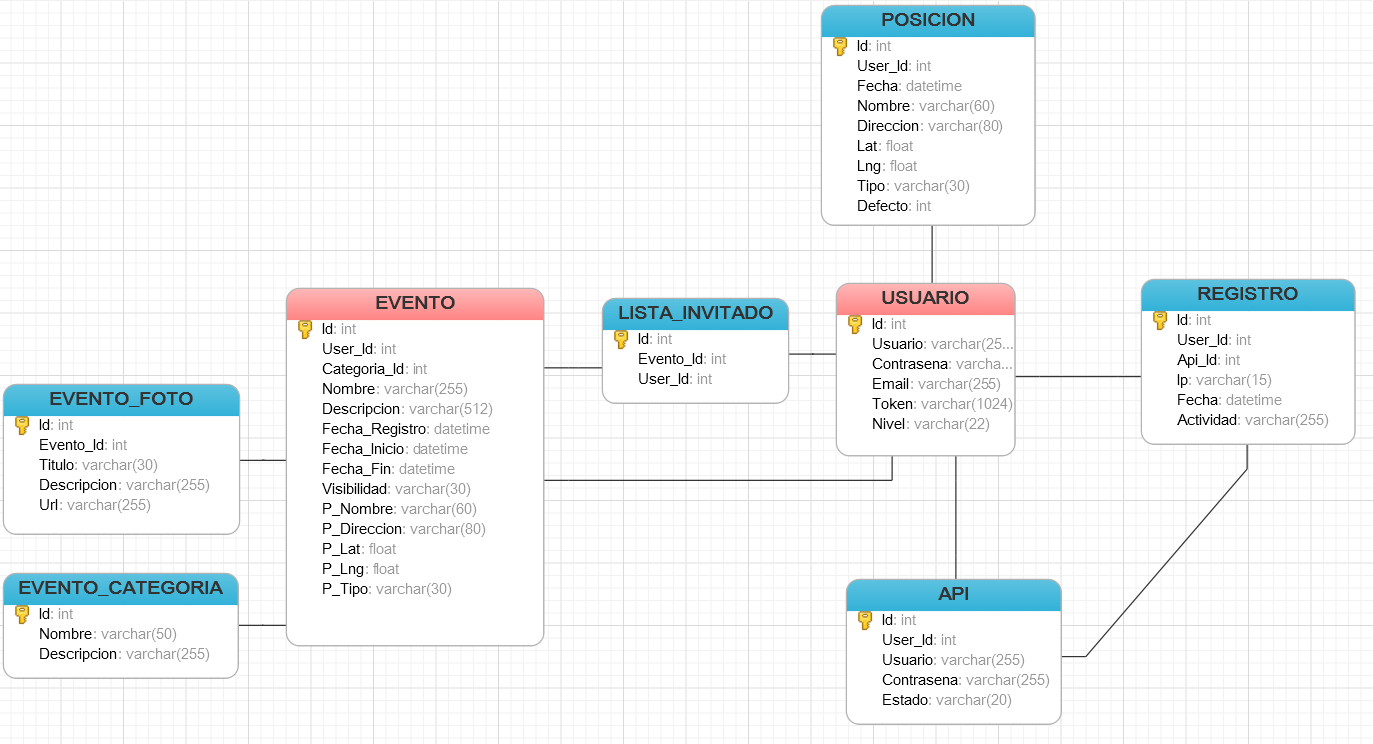 POSICION
Id: int
User_Id: int
Fecha: datetime
Nombre: varchar(60)
Direccion: varchar(80)
Lat: float
Lng: float
Tipo: varchar(30)
Defecto: int
EVENTO
Id: int
User_Id: int
Categoria_Id: int
Nombre: varchar(255)
Descripcion: varchar(512)
Fecha_Registro: datetime
Fecha_Inicio: datetime
Fecha_Fin: datetime
Visibilidad: varchar(30)
P_Nombre: varchar(60)
P_Direccion: varchar(80)
P_Lat: float
P_Lng: float
P_Tipo: varchar(30)
LISTA_INVITADO
Id: int
Evento_Id: int
User_Id: int
USUARIO
Id: int
Usuario: varchar(25...
Contrasena: varcha...
Email: varchar(255)
Token: varchar(1024)
Nivel: varchar(22)
REGISTRO
Id: int
User_Id: int
Api_Id: int
Ip: varchar(15)
Fecha: datetime
Actividad: varchar(255)
EVENTO_FOTO
Id: int
Evento_Id: int
Titulo: varchar(30)
Descripcion: varchar(255)
Url: varchar(255)
EVENTO_CATEGORIA
Id: int
Nombre: varchar(50)
Descripcion: varchar(255)
API
Id: int
User_Id: int
Usuario: varchar(255)
Contrasena: varchar(255)
Estado: varchar(20)